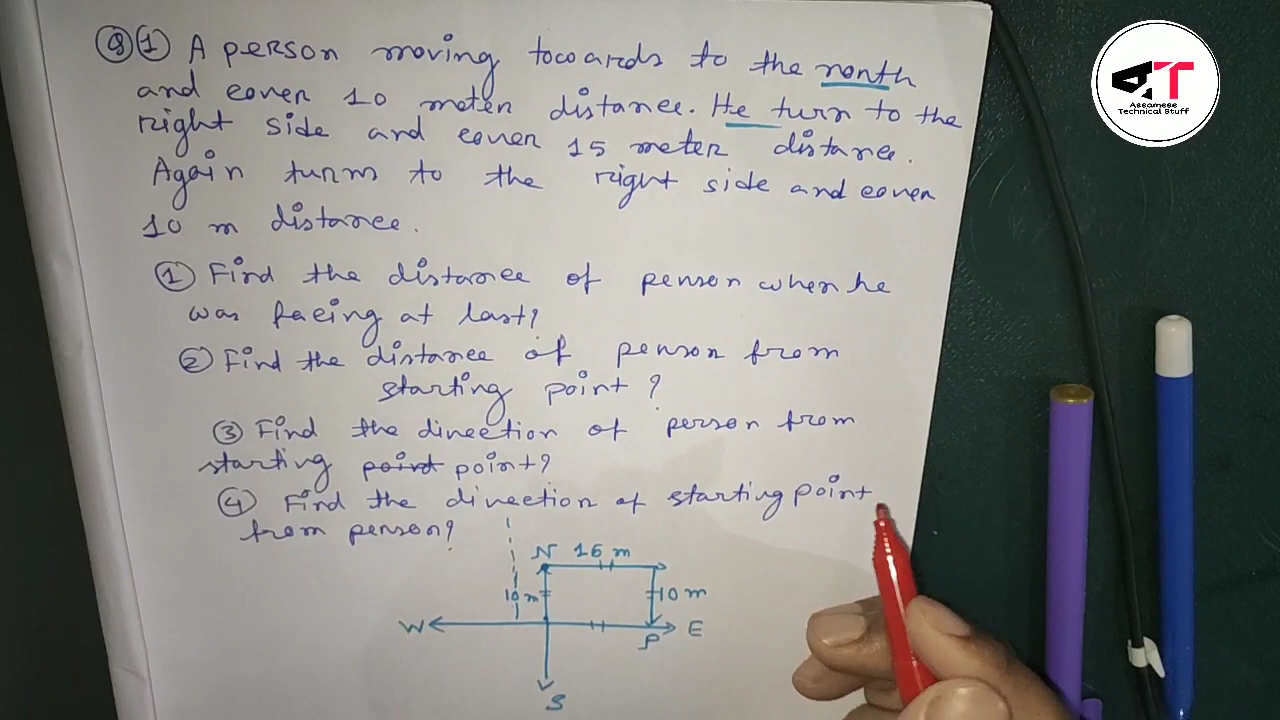 Q 1 A person moving towards to the north
and cover 10 meter distance. He turn to the
right side and cover 15 meter distance.
Again turns to the right side and cover
10 m distance.
1 Find the distance of person when he
was facing at last?
2 Find the distance of person from
starting point?
3 Find the direction of person from
starting point point?
4 Find the direction of starting point
from person?
N 15 m
10 m 10 m
W E
P
S
AT
Assamese
Technical Stuff